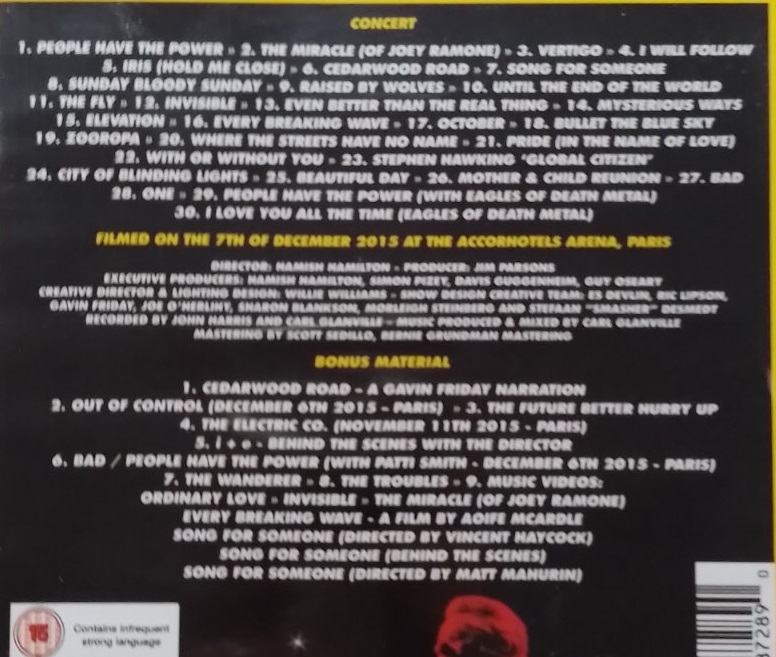 CONCERT
1. PEOPLE HAVE THE POWER » 2. THE MIRACLE (OF JOEY RAMONE) » 3. VERTIGO » 4. I WILL FOLLOW
5. IRIS (HOLD ME CLOSE) » 6. CEDARWOOD ROAD » 7. SONG FOR SOMEONE
8. SUNDAY BLOODY SUNDAY » 9. RAISED BY WOLVES » 10. UNTIL THE END OF THE WORLD
11. THE FLY » 12. INVISIBLE » 13. EVEN BETTER THAN THE REAL THING » 14. MYSTERIOUS WAYS
15. ELEVATION » 16. EVERY BREAKING WAVE » 17. OCTOBER » 18. BULLET THE BLUE SKY
19. ZOOROPA » 20. WHERE THE STREETS HAVE NO NAME » 21. PRIDE (IN THE NAME OF LOVE)
22. WITH OR WITHOUT YOU » 23. STEPHEN HAWKING 'GLOBAL CITIZEN'
24. CITY OF BLINDING LIGHTS » 25. BEAUTIFUL DAY » 26. MOTHER & CHILD REUNION » 27. BAD
28. ONE » 29. PEOPLE HAVE THE POWER (WITH EAGLES OF DEATH METAL)
30. I LOVE YOU ALL THE TIME (EAGLES OF DEATH METAL)
FILMED ON THE 7TH OF DECEMBER 2015 AT THE ACCORHOTELS ARENA, PARIS
DIRECTOR: HAMISH HAMILTON - PRODUCER: JIM PARSONS
EXECUTIVE PRODUCERS: HAMISH HAMILTON, SIMON PIZEY, DAVIS GUGGENHEIM, GUY OSEARY
CREATIVE DIRECTOR & LIGHTING DESIGN: WILLIE WILLIAMS - SHOW DESIGN CREATIVE TEAM: ES DEVLIN, RIC LIPSON,
GAVIN FRIDAY, JOE O'HERLIHY, SHARON BLANKSON, MORLEIGH STEINBERG AND STEFAAN "SMASHER" DESMEDT
RECORDED BY JOHN HARRIS AND CARL GLANVILLE - MUSIC PRODUCED & MIXED BY CARL GLANVILLE
MASTERING BY SCOTT SEDILLO, BERNIE GRUNDMAN MASTERING
BONUS MATERIAL
1. CEDARWOOD ROAD - A GAVIN FRIDAY NARRATION
2. OUT OF CONTROL (DECEMBER 6TH 2015 - PARIS) » 3. THE FUTURE BETTER HURRY UP
4. THE ELECTRIC CO. (NOVEMBER 11TH 2015 - PARIS)
5. i + e - BEHIND THE SCENES WITH THE DIRECTOR
6. BAD / PEOPLE HAVE THE POWER (WITH PATTI SMITH - DECEMBER 6TH 2015 - PARIS)
7. THE WANDERER » 8. THE TROUBLES » 9. MUSIC VIDEOS:
ORDINARY LOVE » INVISIBLE » THE MIRACLE (OF JOEY RAMONE)
EVERY BREAKING WAVE - A FILM BY AOIFE MCARDLE
SONG FOR SOMEONE (DIRECTED BY VINCENT HAYCOCK)
SONG FOR SOMEONE (BEHIND THE SCENES)
SONG FOR SOMEONE (DIRECTED BY MATT MAHURIN)
15
Contains infrequent
strong language
37289 0